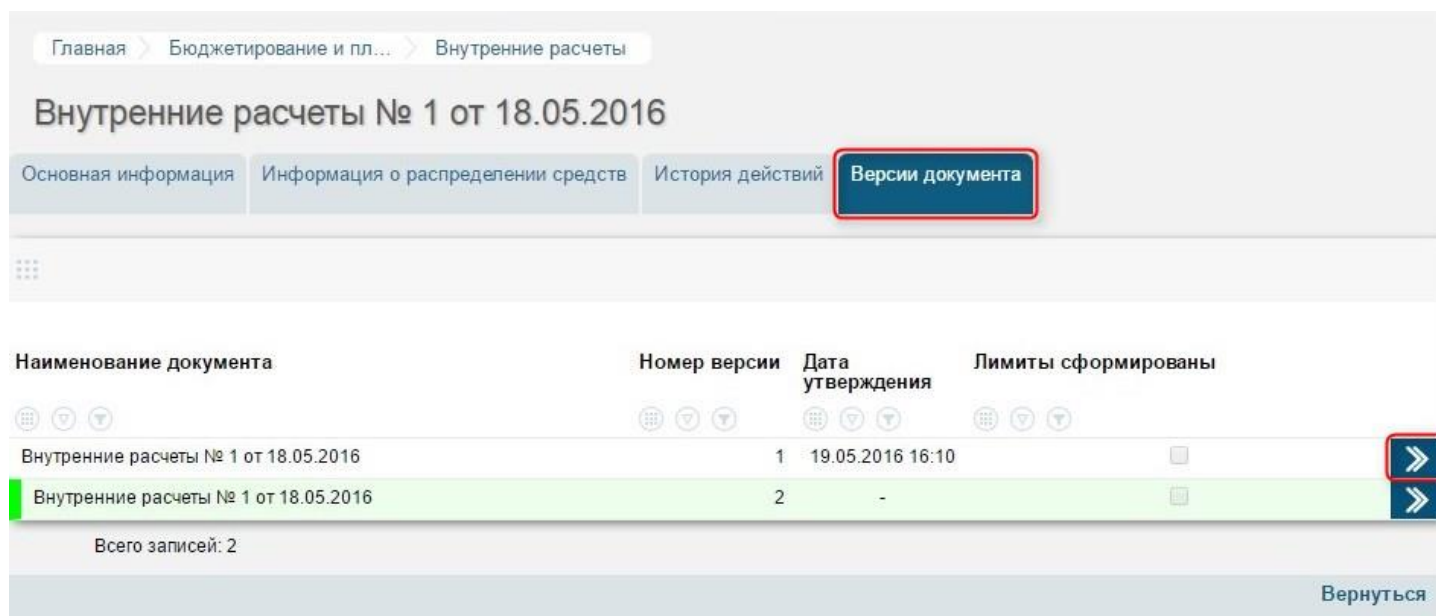 Главная Бюджетирование и пл... Внутренние расчеты
Внутренние расчеты № 1 от 18.05.2016
Основная информация Информация о распределении средств История действий Версии документа
Наименование документа Номер версии Дата утверждения Лимиты сформированы
Внутренние расчеты № 1 от 18.05.2016 1 19.05.2016 16:10
Внутренние расчеты № 1 от 18.05.2016 2 -
Всего записей: 2
Вернуться